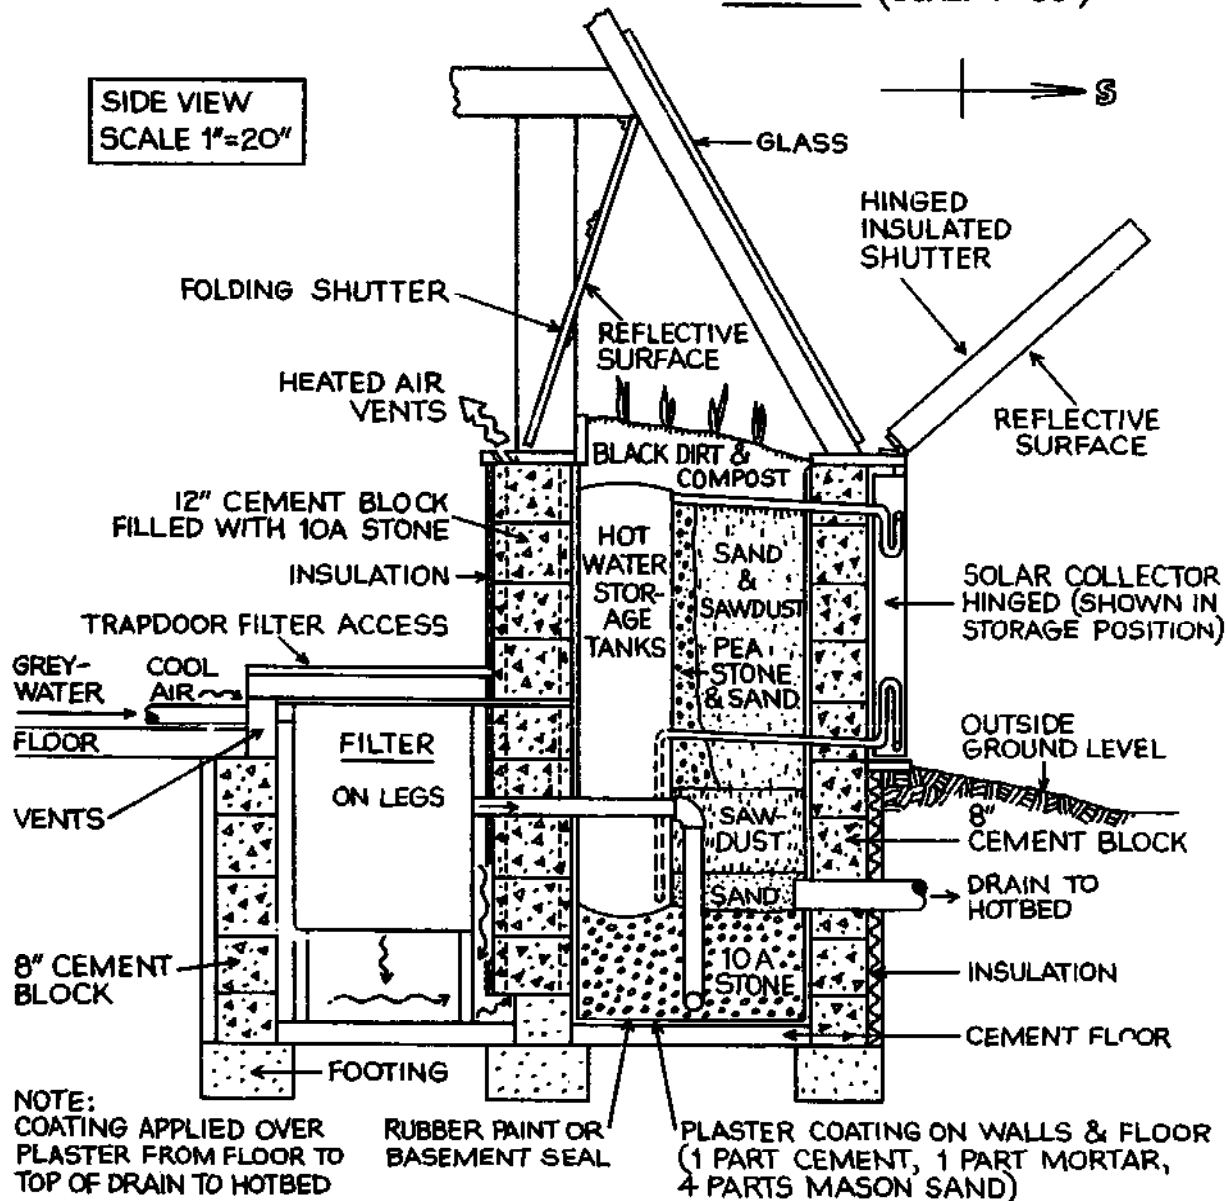 SIDE VIEW
SCALE 1"=20"
S
GLASS
HINGED
INSULATED
SHUTTER
FOLDING SHUTTER
REFLECTIVE
SURFACE
HEATED AIR
VENTS
REFLECTIVE
SURFACE
BLACK DIRT &
COMPOST
12" CEMENT BLOCK
FILLED WITH 10A STONE
HOT
WATER
STOR-
AGE
TANKS
SAND
&
SAWDUST
INSULATION
SOLAR COLLECTOR
HINGED (SHOWN IN
STORAGE POSITION)
TRAPDOOR FILTER ACCESS
PEA
STONE
& SAND
GREY-
WATER
COOL
AIR
FLOOR
FILTER
ON LEGS
OUTSIDE
GROUND LEVEL
VENTS
SAW-
DUST
8"
CEMENT BLOCK
SAND
DRAIN TO
HOTBED
8" CEMENT
BLOCK
10A
STONE
INSULATION
CEMENT FLOOR
FOOTING
NOTE:
COATING APPLIED OVER
PLASTER FROM FLOOR TO
TOP OF DRAIN TO HOTBED
RUBBER PAINT OR
BASEMENT SEAL
PLASTER COATING ON WALLS & FLOOR
(1 PART CEMENT, 1 PART MORTAR,
4 PARTS MASON SAND)